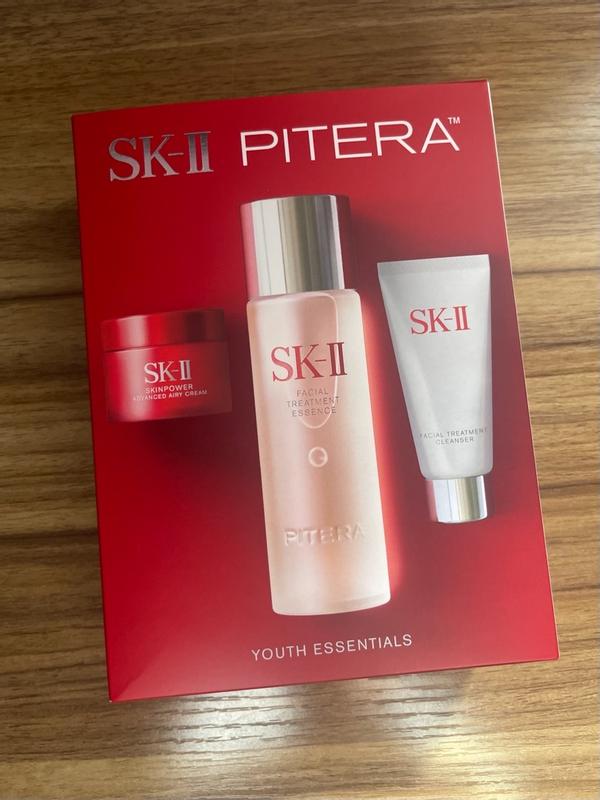 SK-II PITERA™
SK-II
SKINPOWER
ADVANCED AIRY CREAM
SK-II
FACIAL
TREATMENT
ESSENCE
PITERA
SK-II
FACIAL TREATMENT
CLEANSER
YOUTH ESSENTIALS